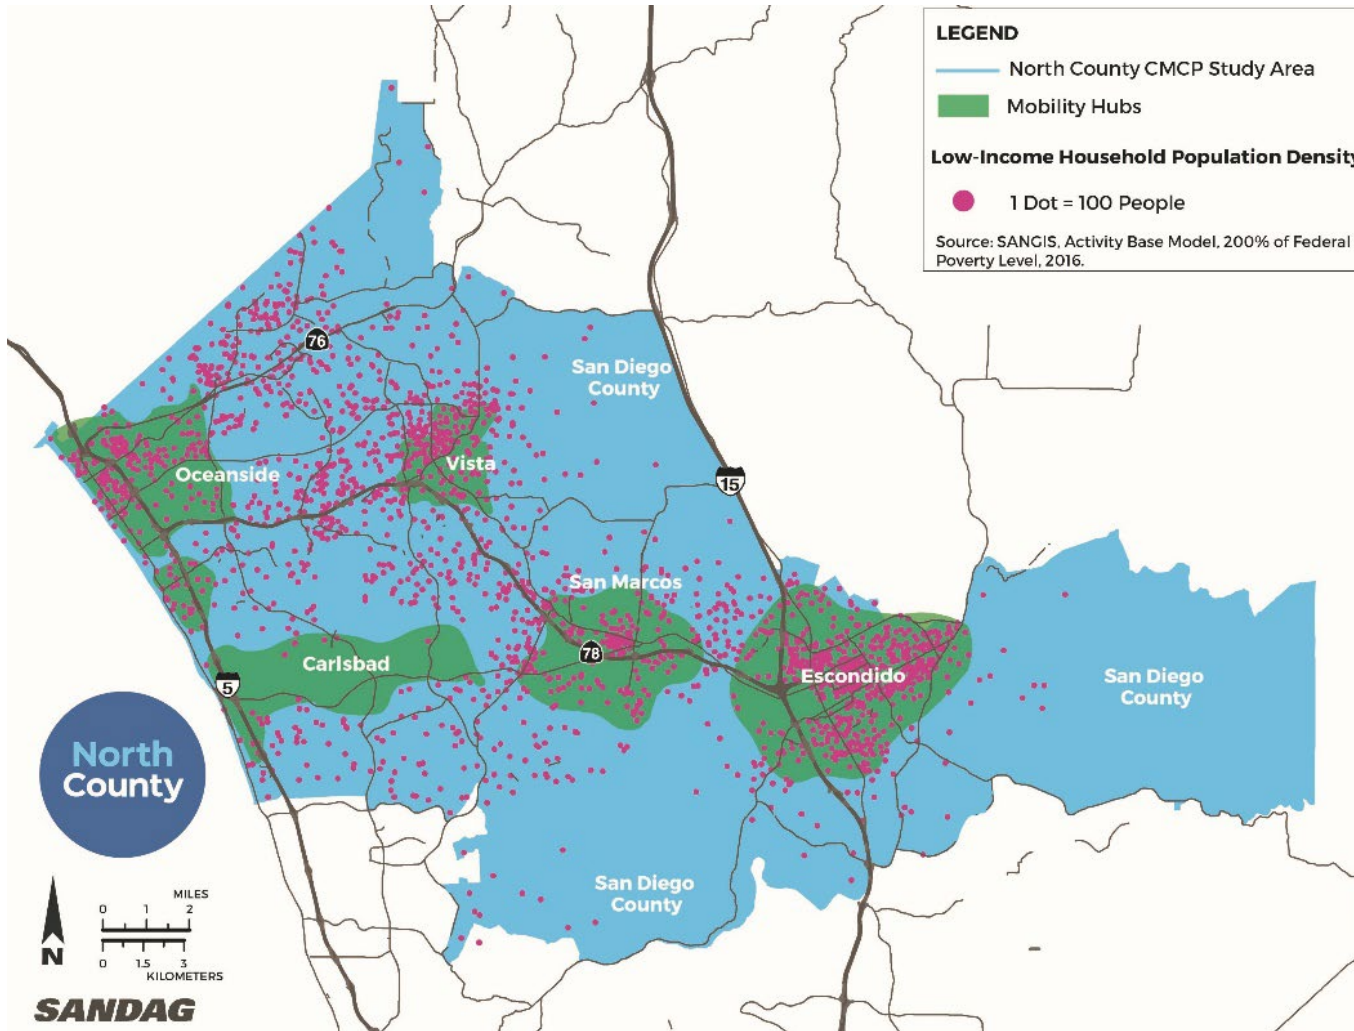 LEGEND
North County CMCP Study Area
Mobility Hubs
Low-Income Household Population Density
1 Dot = 100 People
Source: SANGIS, Activity Base Model, 200% of Federal
Poverty Level, 2016.
76
San Diego
County
Oceanside
Vista
15
San Marcos
78
Carlsbad
5
Escondido
San Diego
County
North
County
San Diego
County
MILES
0 1 2
0 1.5 3
KILOMETERS
N
SANDAG